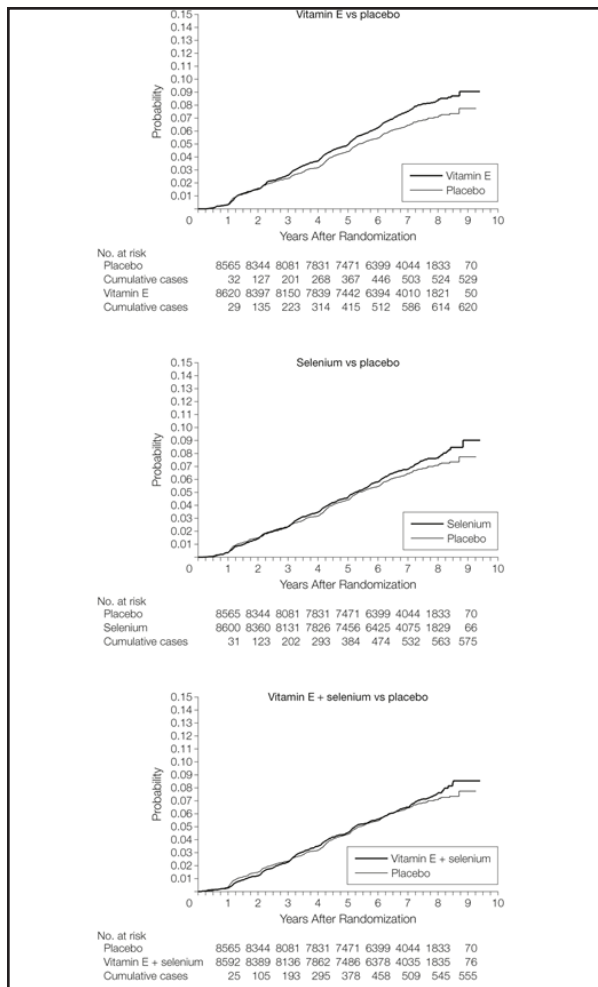 Vitamin E vs placebo
0.15
0.14
0.13
0.12
0.11
0.10
0.09
0.08
0.07
0.06
0.05
0.04
0.03
0.02
0.01
Probability
Vitamin E
Placebo
1 2 3 4 5 6 7 8 9 10
Years After Randomization
No. at risk
Placebo 8565 8344 8081 7831 7471 6399 4044 1833 70
Cumulative cases 32 127 201 268 367 446 503 524 529
Vitamin E 8620 8397 8150 7839 7442 6394 4010 1821 50
Cumulative cases 29 135 223 314 415 512 586 614 620
Selenium vs placebo
0.15
0.14
0.13
0.12
0.11
0.10
0.09
0.08
0.07
0.06
0.05
0.04
0.03
0.02
0.01
Probability
Selenium
Placebo
1 2 3 4 5 6 7 8 9 10
Years After Randomization
No. at risk
Placebo 8565 8344 8081 7831 7471 6399 4044 1833 70
Selenium 8600 8360 8131 7826 7456 6425 4075 1829 66
Cumulative cases 31 123 202 293 384 474 532 563 575
Vitamin E + selenium vs placebo
0.15
0.14
0.13
0.12
0.11
0.10
0.09
0.08
0.07
0.06
0.05
0.04
0.03
0.02
0.01
Probability
Vitamin E + selenium
Placebo
1 2 3 4 5 6 7 8 9 10
Years After Randomization
No. at risk
Placebo 8565 8344 8081 7831 7471 6399 4044 1833 70
Vitamin E + selenium 8592 8389 8136 7862 7486 6378 4035 1835 76
Cumulative cases 25 105 193 295 378 458 509 545 555